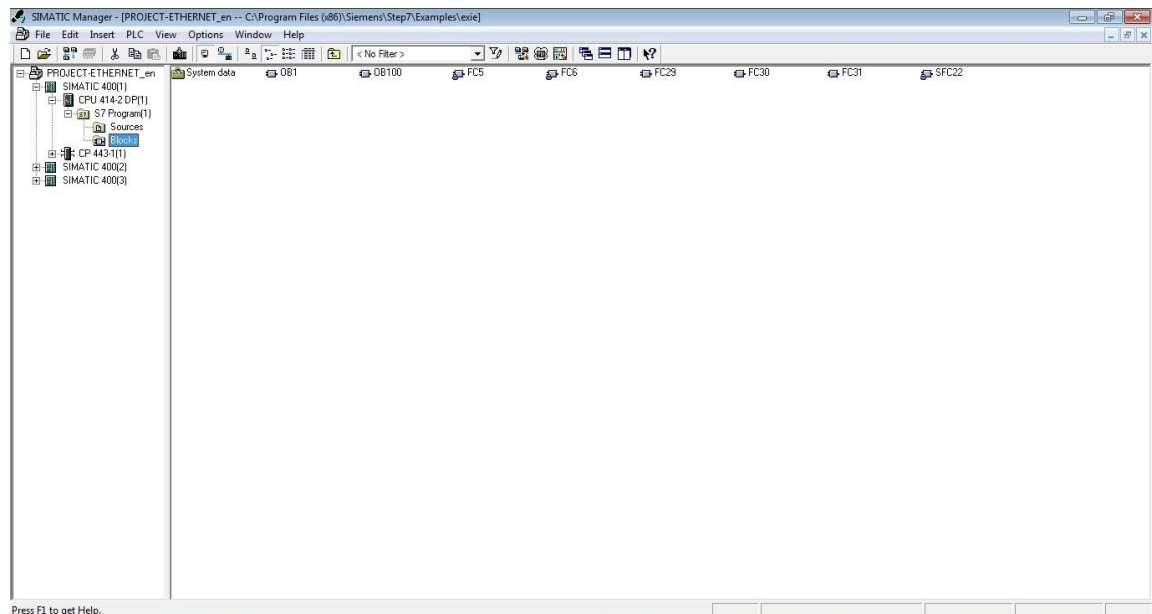 SIMATIC Manager - [PROJECT-ETHERNET_en -- C:\Program Files (x86)\Siemens\Step7\Examples\exie]
File Edit Insert PLC View Options Window Help
< No Filter >
PROJECT-ETHERNET_en
SIMATIC 400(1)
CPU 414-2 DP(1)
S7 Program(1)
Sources
Blocks
CP 443-1(1)
SIMATIC 400(2)
SIMATIC 400(3)
System data OB1 OB100 FC5 FC6 FC29 FC30 FC31 SFC22
Press F1 to get Help.